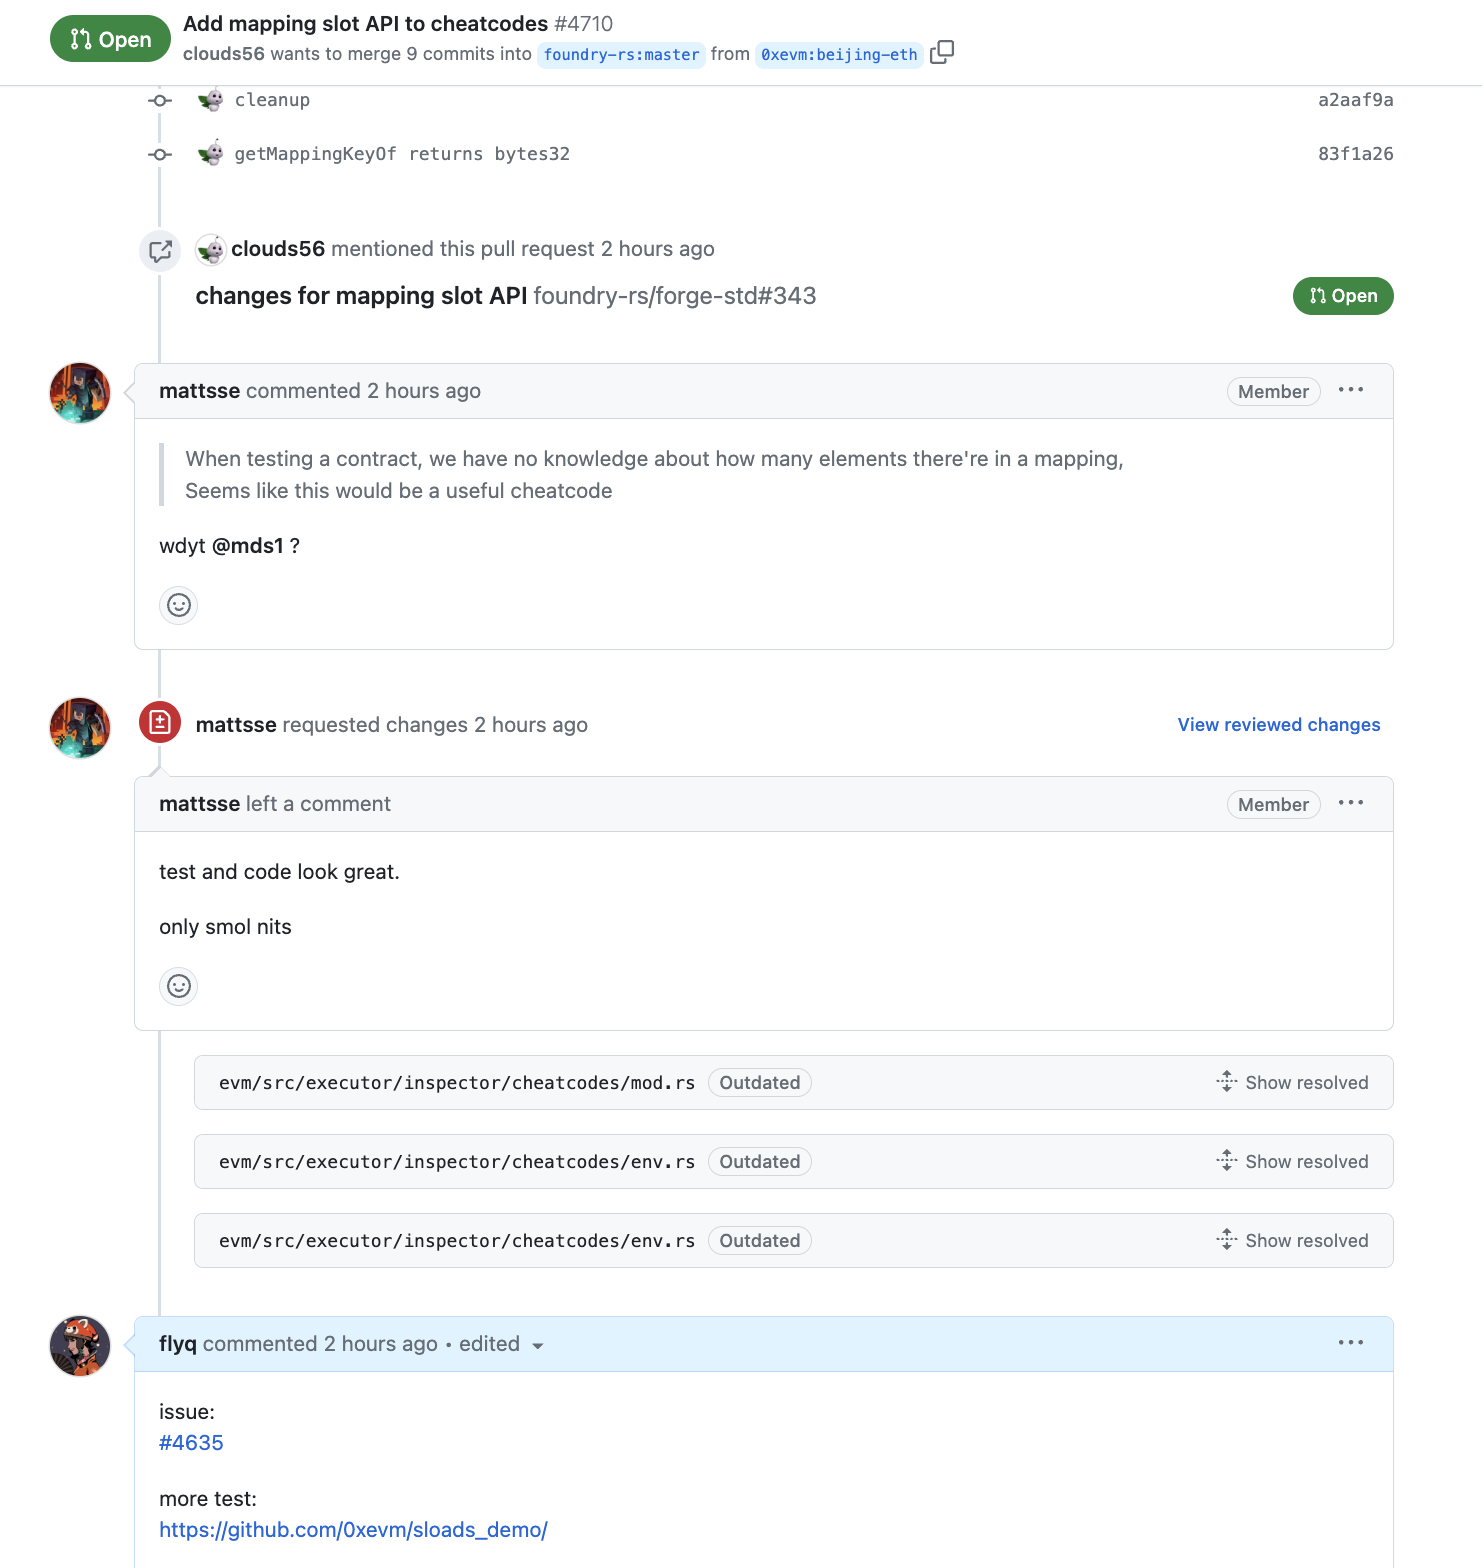 Open
Add mapping slot API to cheatcodes #4710
clouds56 wants to merge 9 commits into foundry-rs:master from 0xevm:beijing-eth
cleanup a2aaf9a
getMappingKeyOf returns bytes32 83f1a26
clouds56 mentioned this pull request 2 hours ago
changes for mapping slot API foundry-rs/forge-std#343 Open
mattsse commented 2 hours ago Member
When testing a contract, we have no knowledge about how many elements there're in a mapping,
Seems like this would be a useful cheatcode
wdyt @mds1 ?
mattsse requested changes 2 hours ago View reviewed changes
mattsse left a comment Member
test and code look great.
only smol nits
evm/src/executor/inspector/cheatcodes/mod.rs Outdated Show resolved
evm/src/executor/inspector/cheatcodes/env.rs Outdated Show resolved
evm/src/executor/inspector/cheatcodes/env.rs Outdated Show resolved
flyq commented 2 hours ago • edited
issue:
#4635
more test:
https://github.com/0xevm/sloads_demo/